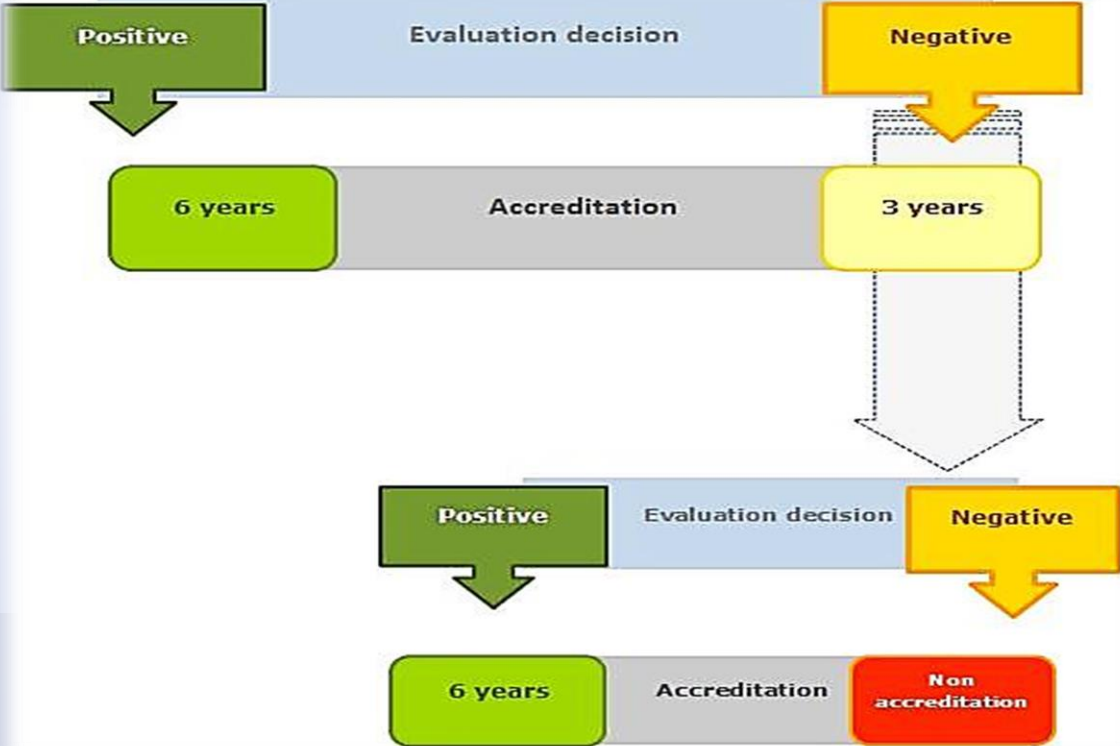 Positive
Evaluation decision
Negative
6 years
Accreditation
3 years
Positive
Evaluation decision
Negative
6 years
Accreditation
Non
accreditation